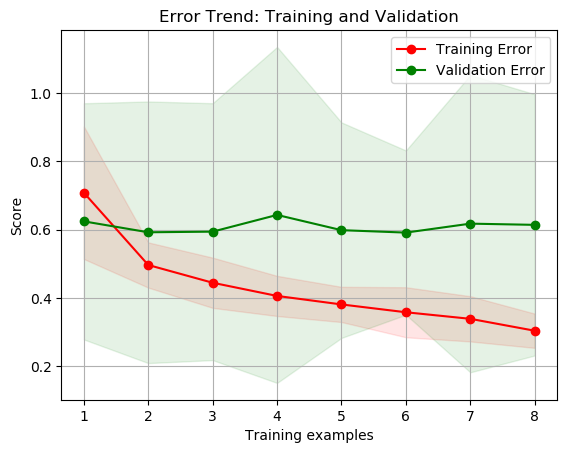 Error Trend: Training and Validation
Training Error
Validation Error
1.0
0.8
0.6
0.4
0.2
Score
1 2 3 4 5 6 7 8
Training examples